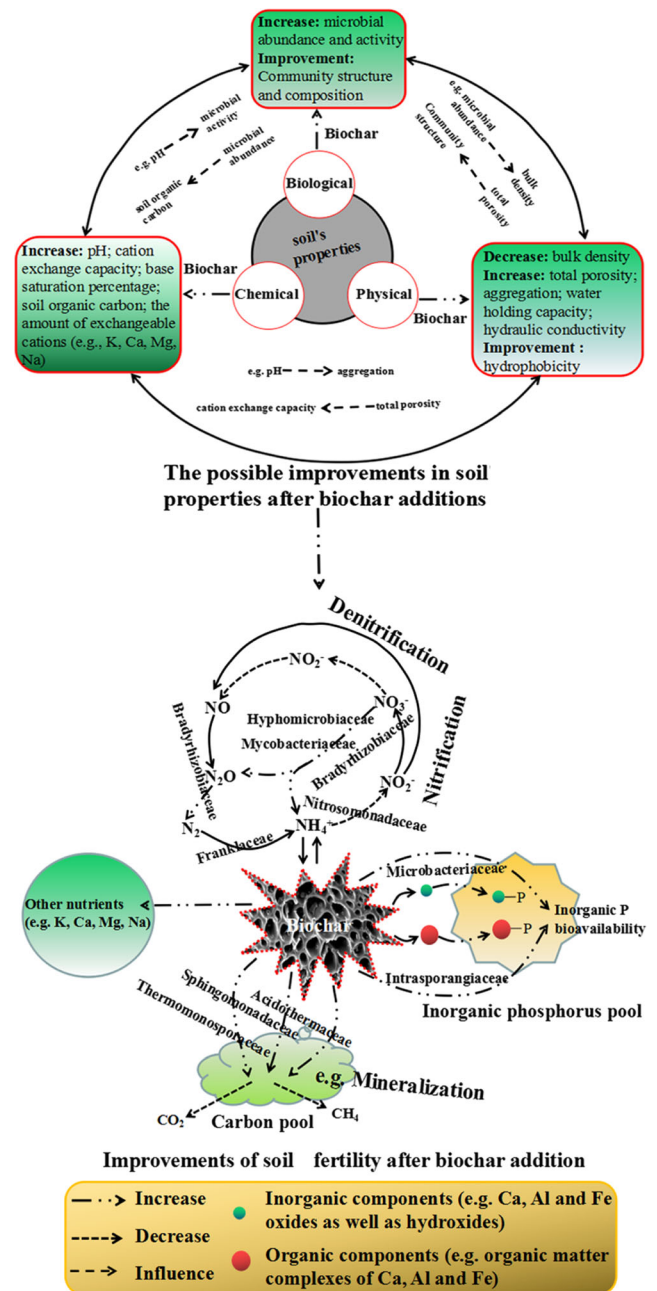 Increase: microbial
abundance and activity
Improvement:
Community structure
and composition
e.g. pH
microbial
activity
soil organic
carbon
microbial
abundance
Biochar
e.g. microbial
abundance
bulk
density
Community
structure
total
porosity
Biological
soil's
properties
Chemical
Physical
Increase: pH; cation
exchange capacity; base
saturation percentage;
soil organic carbon; the
amount of exchangeable
cations (e.g., K, Ca, Mg,
Na)
Biochar
Biochar
Decrease: bulk density
Increase: total porosity;
aggregation; water
holding capacity;
hydraulic conductivity
Improvement :
hydrophobicity
e.g. pH
aggregation
cation exchange capacity
total porosity
The possible improvements in soil
properties after biochar additions
Denitrification
NO₂⁻
NO
NO₃⁻
Hyphomicrobiaceae
Mycobacteriaceae
Bradyrhizobiaceae
Bradyrhizobiaceae
Nitrification
N₂O
NO₂⁻
Nitrosomonadaceae
N₂
NH₄⁺
Frankiaceae
Other nutrients
(e.g. K, Ca, Mg, Na)
Biochar
Microbacteriaceae
P
P
Inorganic P
bioavailability
Intrasporangiaceae
Inorganic phosphorus pool
Acidothermaceae
Sphingomonadaceae
Thermomonosporaceae
e.g. Mineralization
CO₂
CH₄
Carbon pool
Improvements of soil fertility after biochar addition
Increase
Decrease
Influence
Inorganic components (e.g. Ca, Al and Fe
oxides as well as hydroxides)
Organic components (e.g. organic matter
complexes of Ca, Al and Fe)